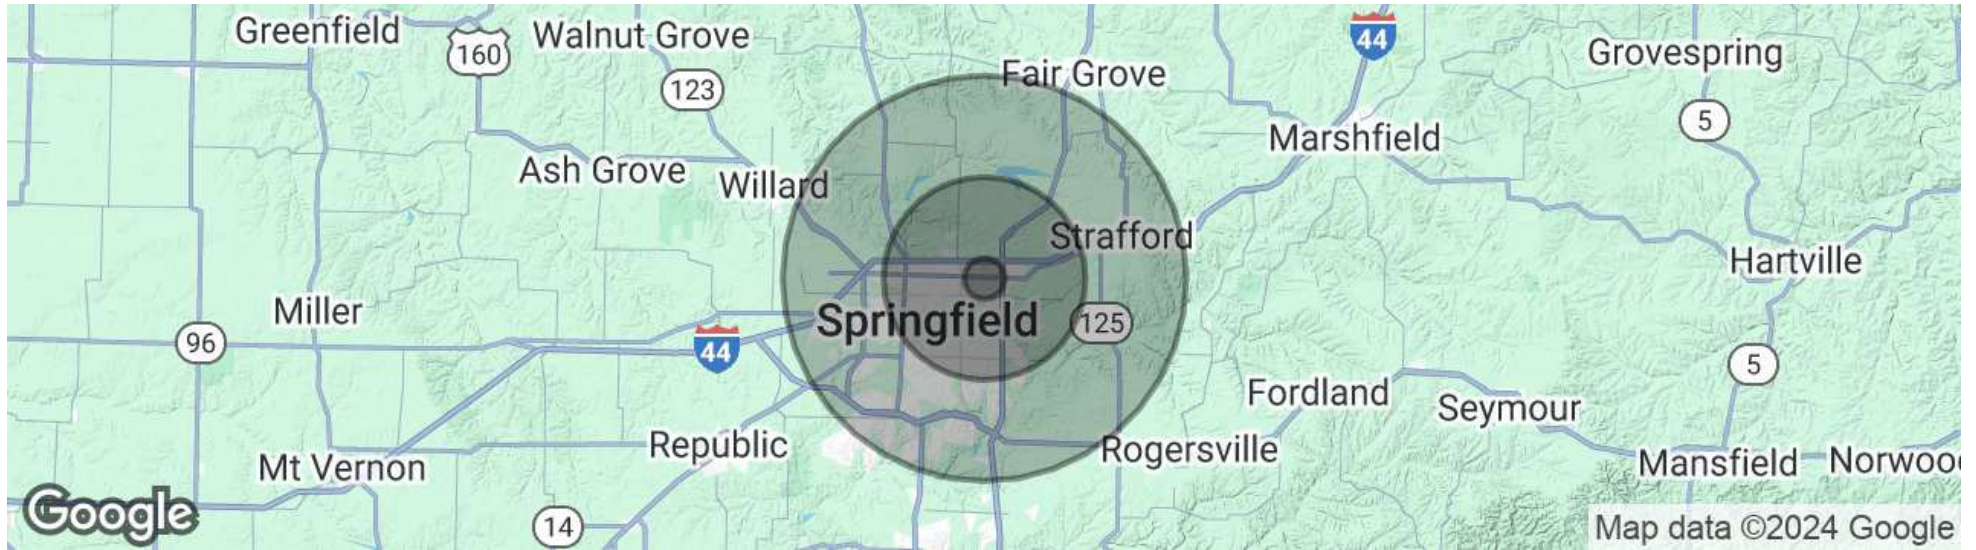 Greenfield
160
Walnut Grove
123
Fair Grove
44
Grovespring
5
Marshfield
Ash Grove
Willard
Strafford
Hartville
Miller
96
44
Springfield
125
5
Fordland
Seymour
Republic
Rogersville
Mt Vernon
Mansfield
Norwoo
14
Google
Map data ©2024 Google